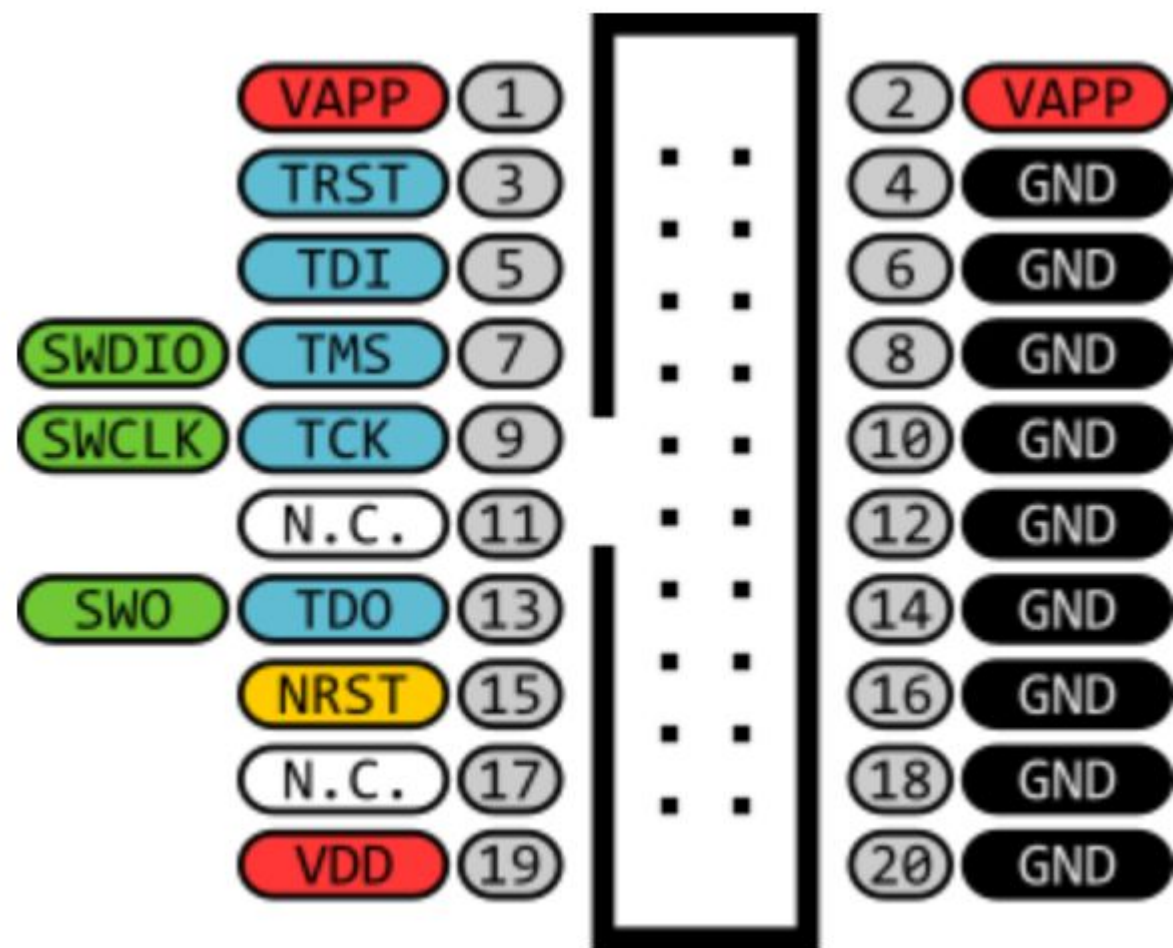 VAPP 1 2 VAPP
TRST 3 4 GND
TDI 5 6 GND
SWDIO TMS 7 8 GND
SWCLK TCK 9 10 GND
N.C. 11 12 GND
SWO TDO 13 14 GND
NRST 15 16 GND
N.C. 17 18 GND
VDD 19 20 GND